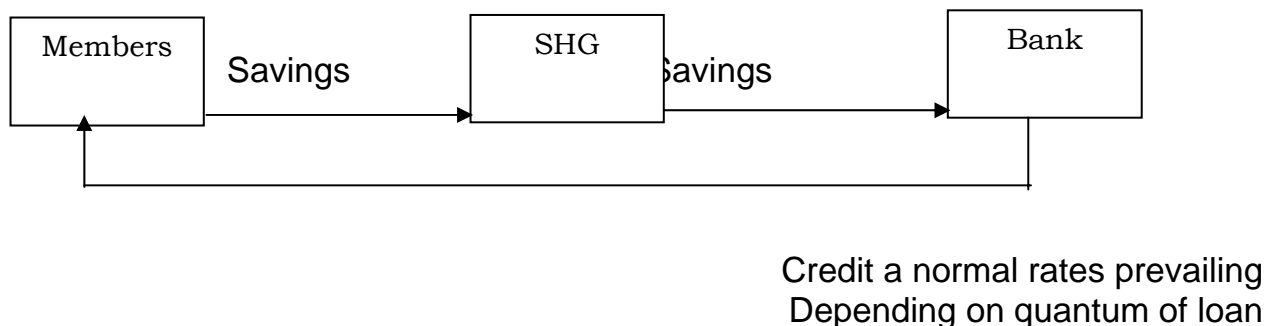 Members
SHG
Bank
Savings
Savings
Credit a normal rates prevailing
Depending on quantum of loan